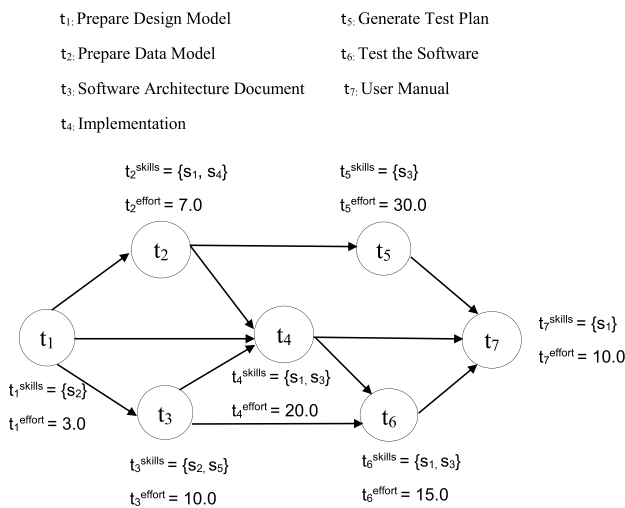 t₁: Prepare Design Model
t₅: Generate Test Plan
t₂: Prepare Data Model
t₆: Test the Software
t₃: Software Architecture Document
t₇: User Manual
t₄: Implementation
t₂ˢᵏⁱˡˡˢ = {s₁, s₄}
t₅ˢᵏⁱˡˡˢ = {s₃}
t₂ᵉᶠᶠᵒʳᵗ = 7.0
t₅ᵉᶠᶠᵒʳᵗ = 30.0
t2
t5
t1
t4
t7
t₇ˢᵏⁱˡˡˢ = {s₁}
t₇ᵉᶠᶠᵒʳᵗ = 10.0
t₁ˢᵏⁱˡˡˢ = {s₂}
t₁ᵉᶠᶠᵒʳᵗ = 3.0
t₄ˢᵏⁱˡˡˢ = {s₁, s₃}
t₄ᵉᶠᶠᵒʳᵗ = 20.0
t3
t6
t₃ˢᵏⁱˡˡˢ = {s₂, s₅}
t₃ᵉᶠᶠᵒʳᵗ = 10.0
t₆ˢᵏⁱˡˡˢ = {s₁, s₃}
t₆ᵉᶠᶠᵒʳᵗ = 15.0